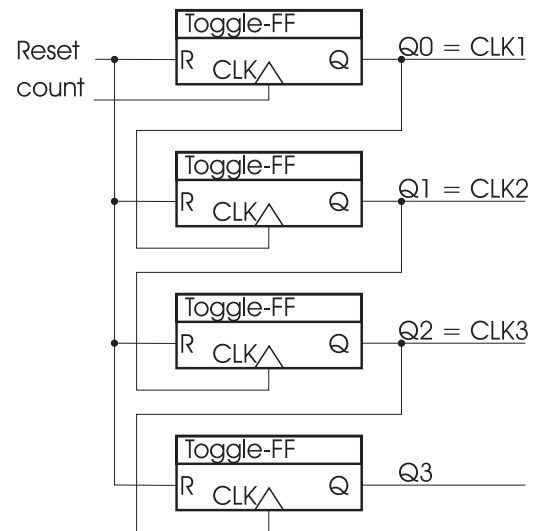 Toggle-FF
Reset
R
CLK
Q
Q0 = CLK1
count
Toggle-FF
R
CLK
Q
Q1 = CLK2
Toggle-FF
R
CLK
Q
Q2 = CLK3
Toggle-FF
R
CLK
Q
Q3